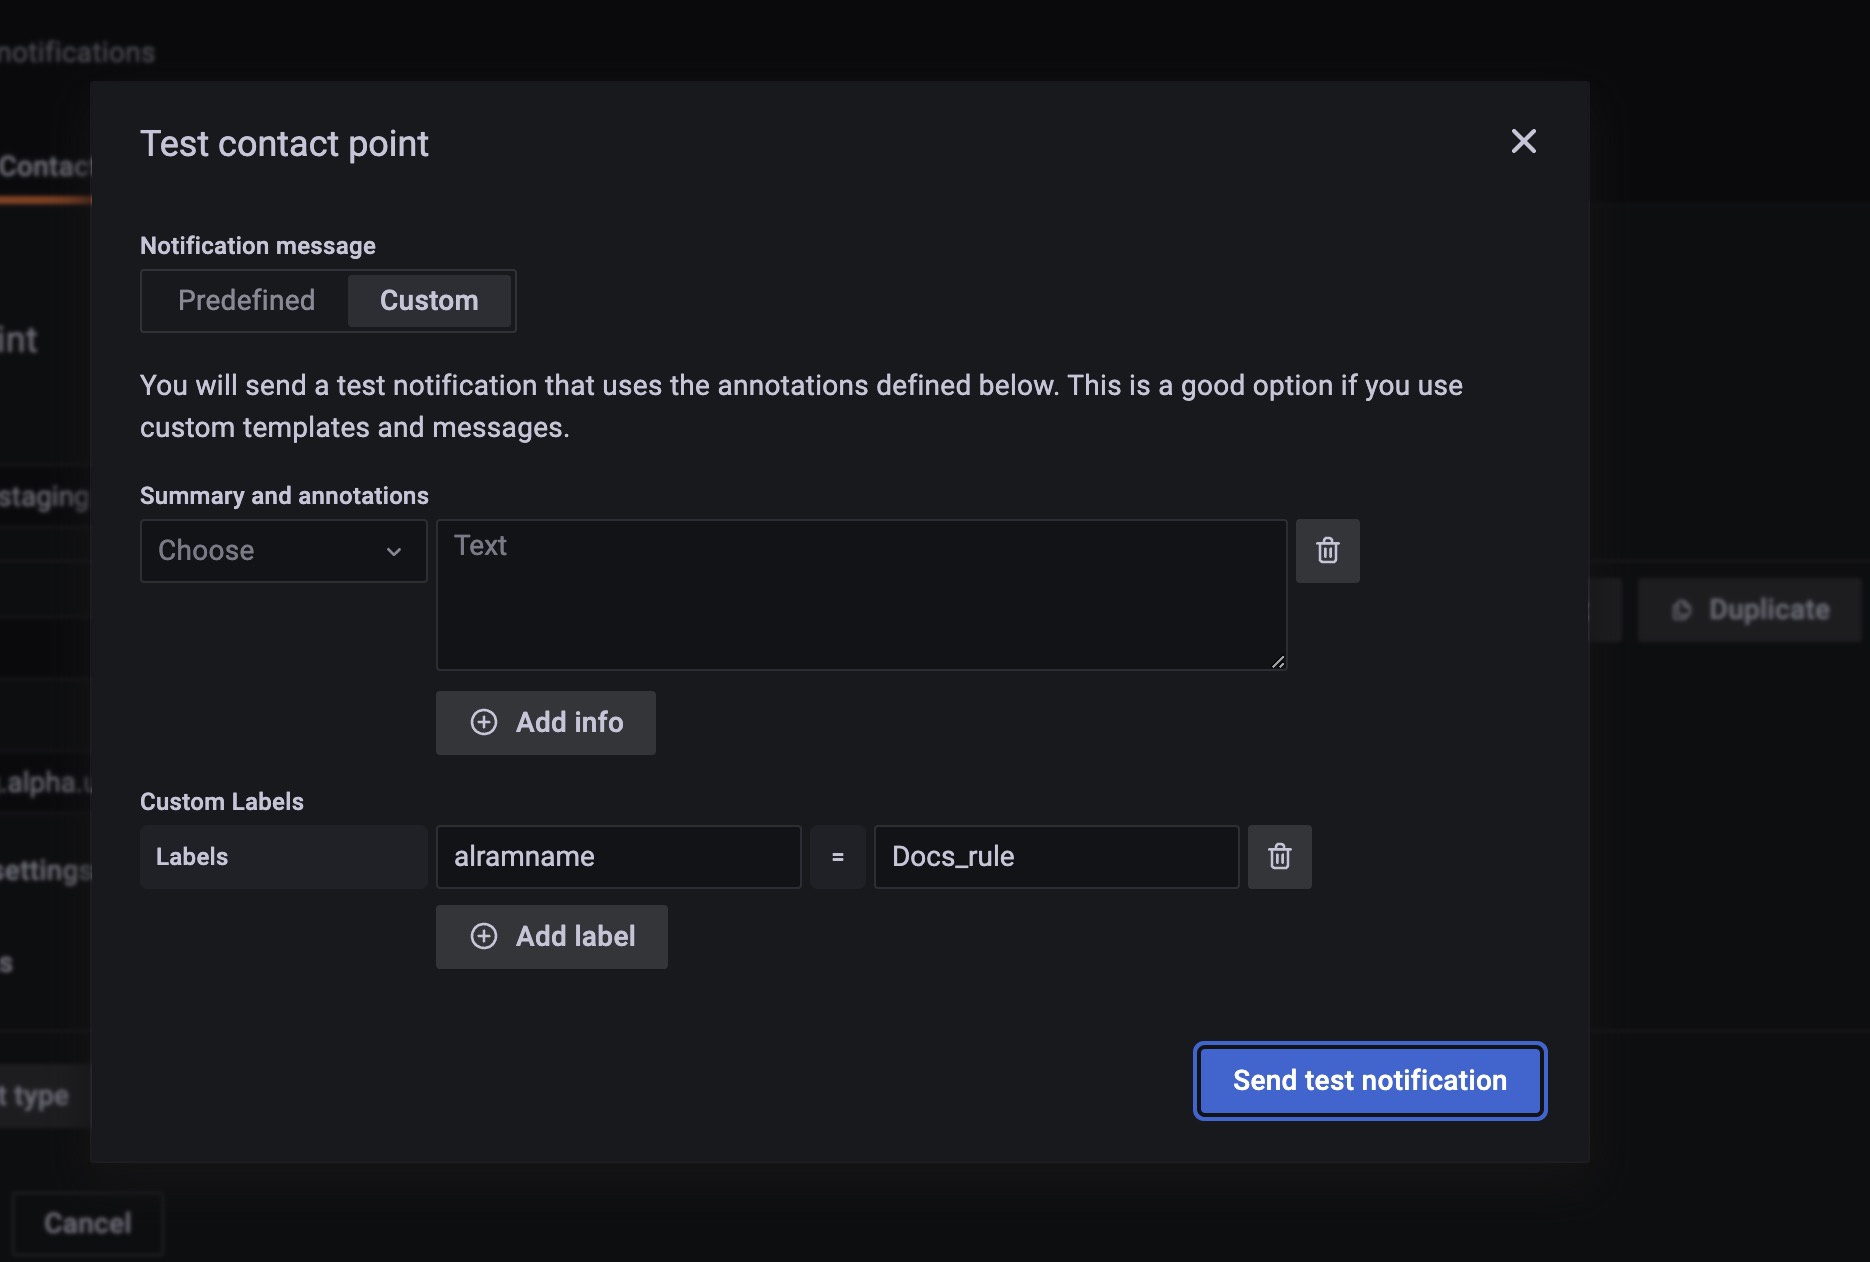 notifications
Test contact point
Contact
Notification message
Predefined Custom
int
You will send a test notification that uses the annotations defined below. This is a good option if you use
custom templates and messages.
staging
Summary and annotations
Choose Text
Duplicate
Add info
.alpha.u
Custom Labels
Labels alramname = Docs_rule
settings
Add label
s
Send test notification
t type
Cancel